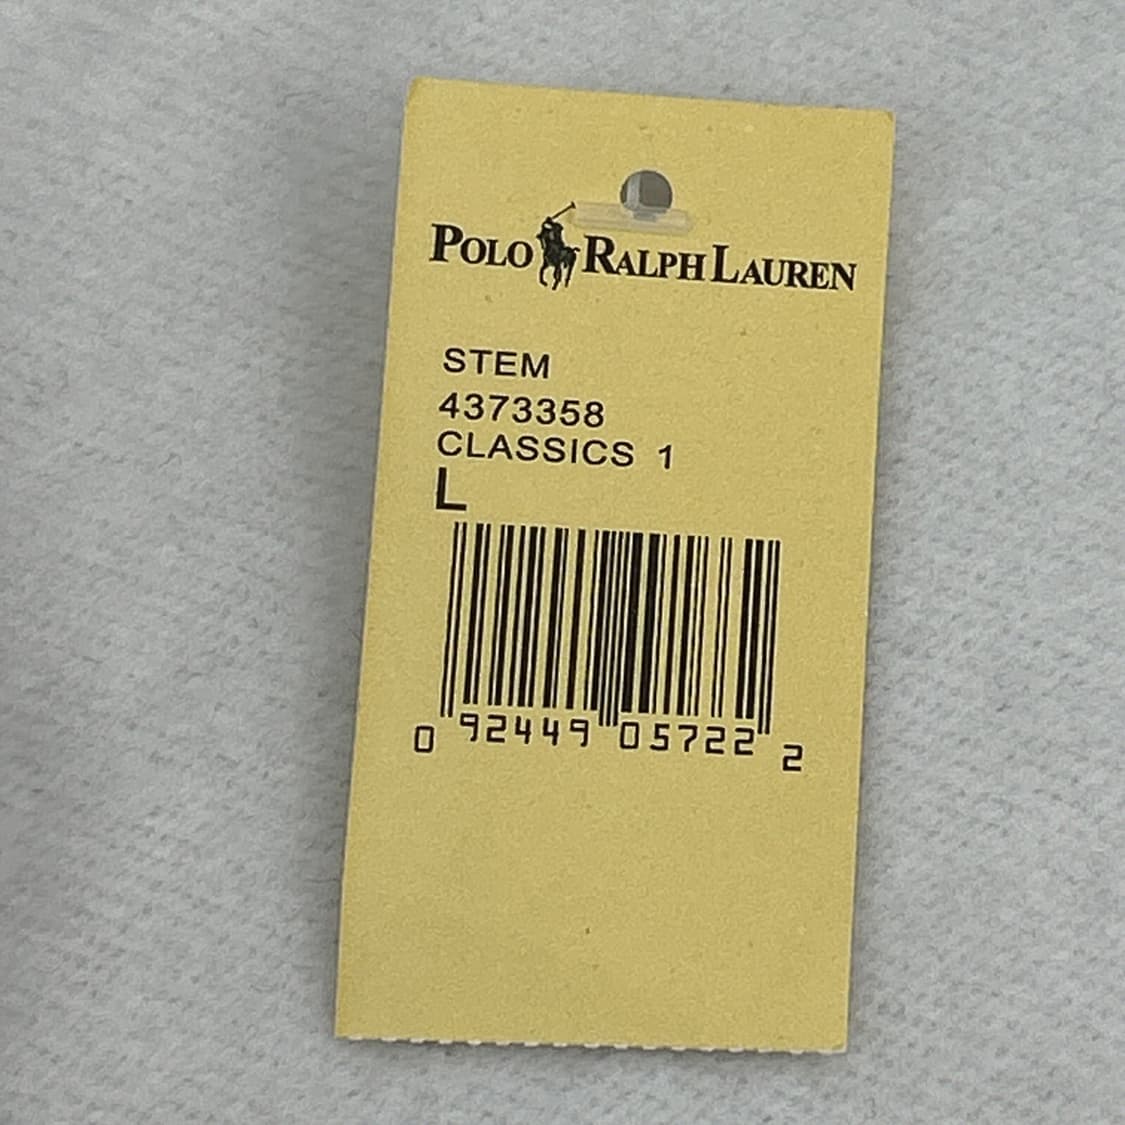 POLO RALPH LAUREN
STEM
4373358
CLASSICS 1
L
0 92449 05722 2